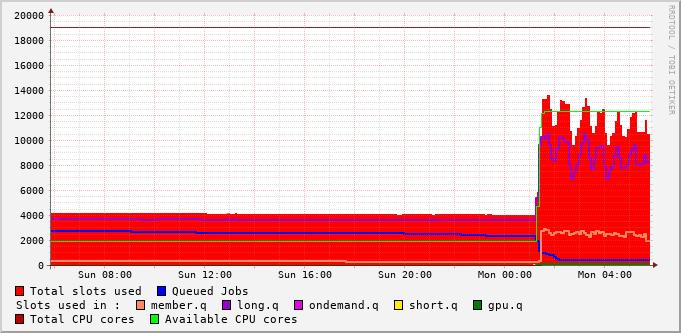 RRDTOOL / TOBI OETIKER
20000
18000
16000
14000
12000
10000
8000
6000
4000
2000
0
Sun 08:00 Sun 12:00 Sun 16:00 Sun 20:00 Mon 00:00 Mon 04:00
Total slots used Queued Jobs
Slots used in : member.q long.q ondemand.q short.q gpu.q
Total CPU cores Available CPU cores